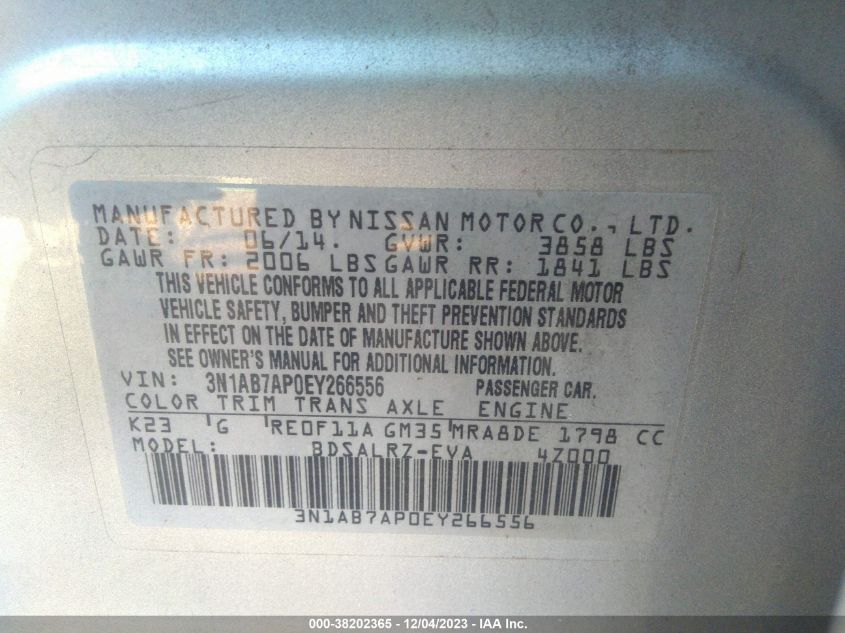 MANUFACTURED BY NISSAN MOTOR CO., LTD.
DATE: 06/14. GVWR: 3858 LBS
GAWR FR: 2006 LBS GAWR RR: 1841 LBS
THIS VEHICLE CONFORMS TO ALL APPLICABLE FEDERAL MOTOR
VEHICLE SAFETY, BUMPER AND THEFT PREVENTION STANDARDS
IN EFFECT ON THE DATE OF MANUFACTURE SHOWN ABOVE.
SEE OWNER'S MANUAL FOR ADDITIONAL INFORMATION.
VIN: 3N1AB7AP0EY266556 PASSENGER CAR.
COLOR TRIM TRANS AXLE ENGINE
K23 G RE0F11A GM35 MRA8DE 1798 CC
MODEL: BDSALRZ-EVA 4Z000
3N1AB7AP0EY266556
000-38202365 - 12/04/2023 - IAA Inc.